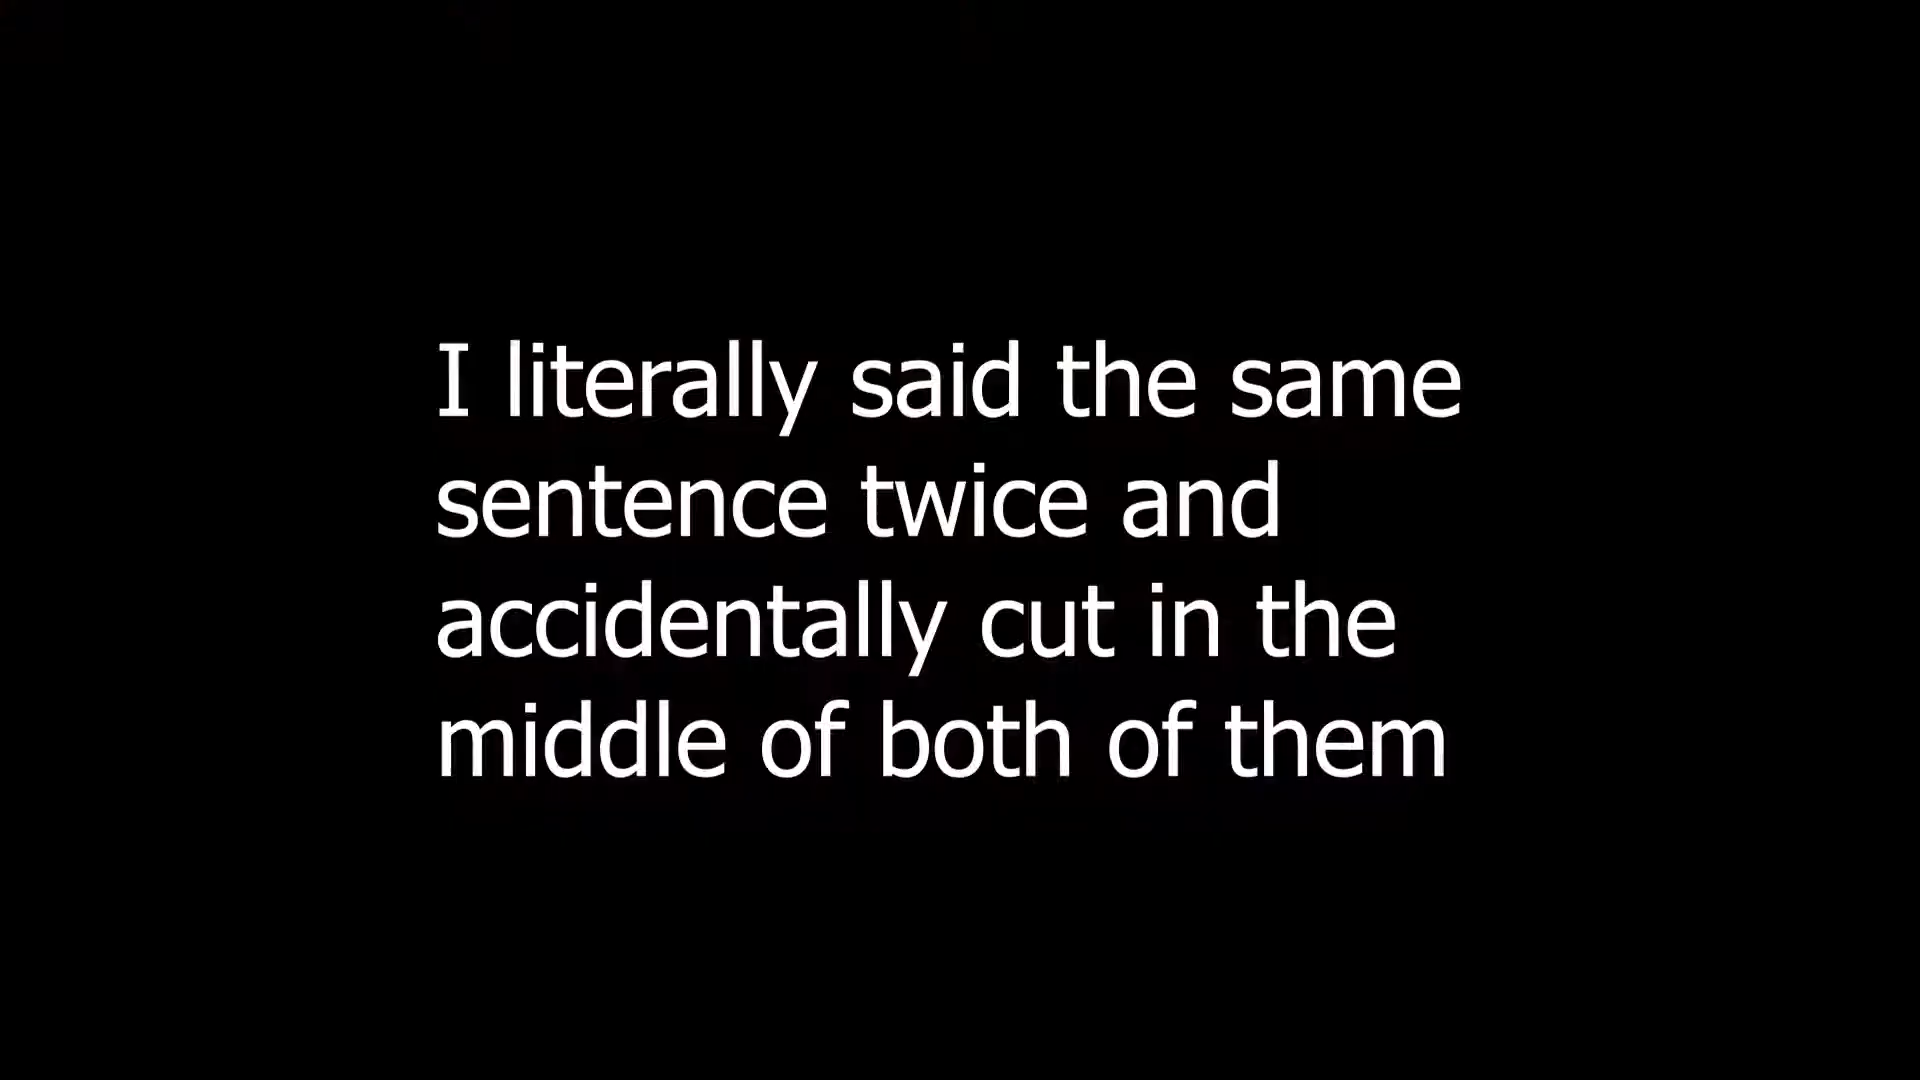 I literally said the same
sentence twice and
accidentally cut in the
middle of both of them